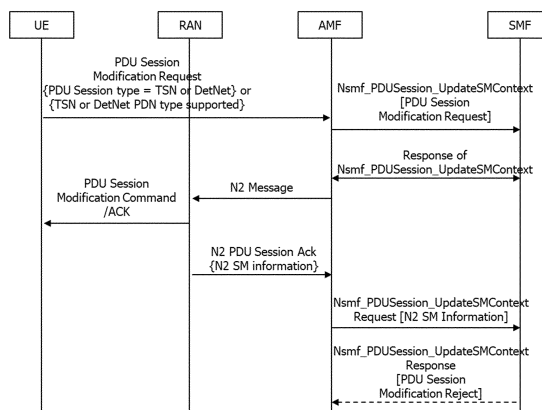 UE
RAN
AMF
SMF
PDU Session
Modification Request
{PDU Session type = TSN or DetNet} or
{TSN or DetNet PDN type supported}
Nsmf_PDUSession_UpdateSMContext
[PDU Session
Modification Request]
Response of
Nsmf_PDUSession_UpdateSMContext
N2 Message
PDU Session
Modification Command
/ACK
N2 PDU Session Ack
{N2 SM information}
Nsmf_PDUSession_UpdateSMContext
Request [N2 SM Information]
Nsmf_PDUSession_UpdateSMContext
Response
[PDU Session
Modification Reject]